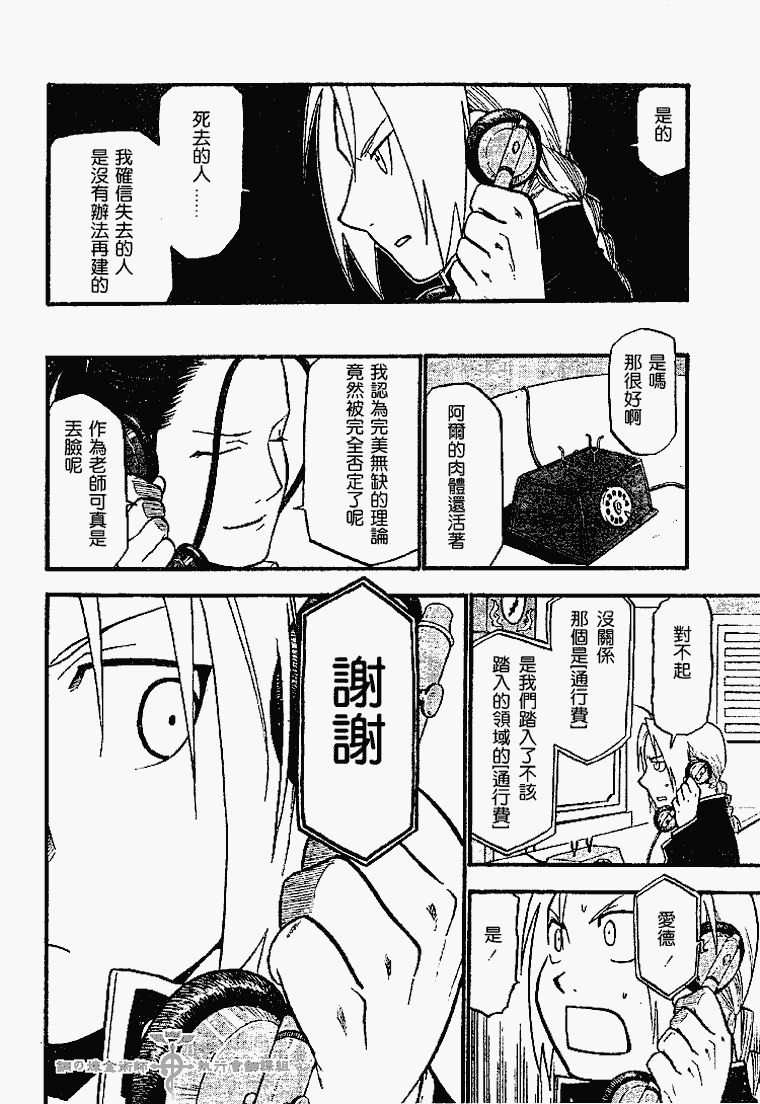 是的
死去的人……
我確信失去的人
是沒有辦法再建的
是嗎
那很好啊
阿爾的肉體還活著
我認為完美無缺的理論
竟然被完全否定了呢
作為老師可真是
丟臉呢
對不起
沒關係
那個是[通行費]
是我們踏入了不該
踏入的領域的[通行費]
愛德
是!
謝謝
鋼の煉金術師